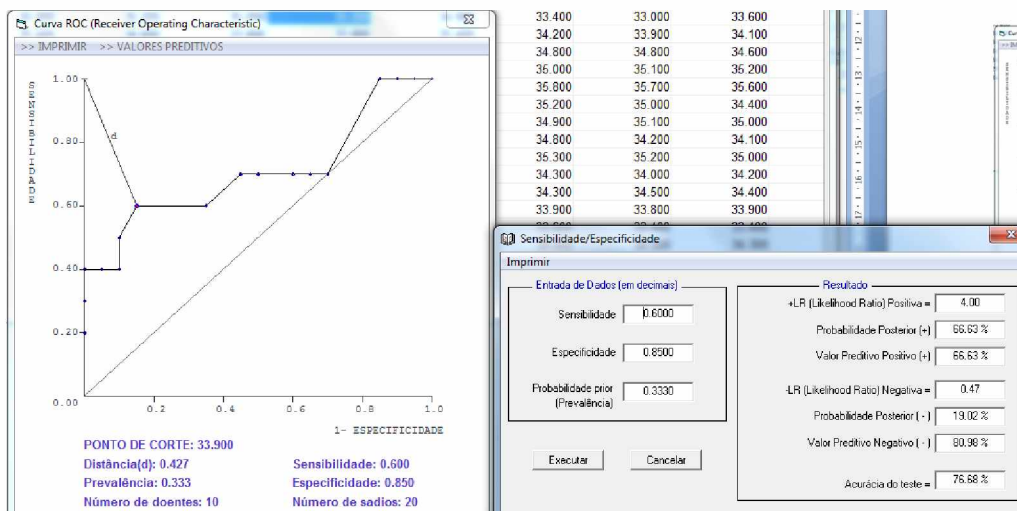 Curva ROC (Receiver Operating Characteristic)
>> IMPRIMIR >> VALORES PREDITIVOS
SENSIBILIDADE
1.00
0.80
0.60
0.40
0.20
0.00
d
0.2 0.4 0.6 0.8 1.0
1- ESPECIFICIDADE
PONTO DE CORTE: 33.900
Distância(d): 0.427 Sensibilidade: 0.600
Prevalência: 0.333 Especificidade: 0.850
Número de doentes: 10 Número de sadios: 20
33.400 33.000 33.600
34.200 33.900 34.100
34.800 34.800 34.600
35.000 35.100 35.200
35.800 35.700 35.600
35.200 35.000 34.400
34.900 35.100 35.000
34.800 34.200 34.100
35.300 35.200 35.000
34.300 34.000 34.200
34.300 34.500 34.400
33.900 33.800 33.900
Sensibilidade/Especificidade
Imprimir
Entrada de Dados (em decimais)
Sensibilidade 0.6000
Especificidade 0.8500
Probabilidade prior
(Prevalência) 0.3330
Executar Cancelar
Resultado
+LR (Likelihood Ratio) Positiva = 4.00
Probabilidade Posterior (+) 66.63 %
Valor Preditivo Positivo (+) 66.63 %
-LR (Likelihood Ratio) Negativa = 0.47
Probabilidade Posterior ( - ) 19.02 %
Valor Preditivo Negativo ( - ) 80.98 %
Acurácia do teste = 76.68 %